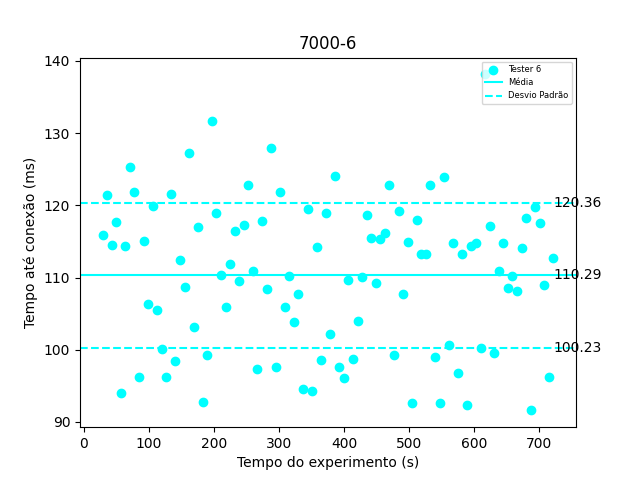 7000-6
Tempo até conexão (ms)
140
130
120
110
100
90
Tester 6
Média
Desvio Padrão
120.36
110.29
100.23
0 100 200 300 400 500 600 700
Tempo do experimento (s)